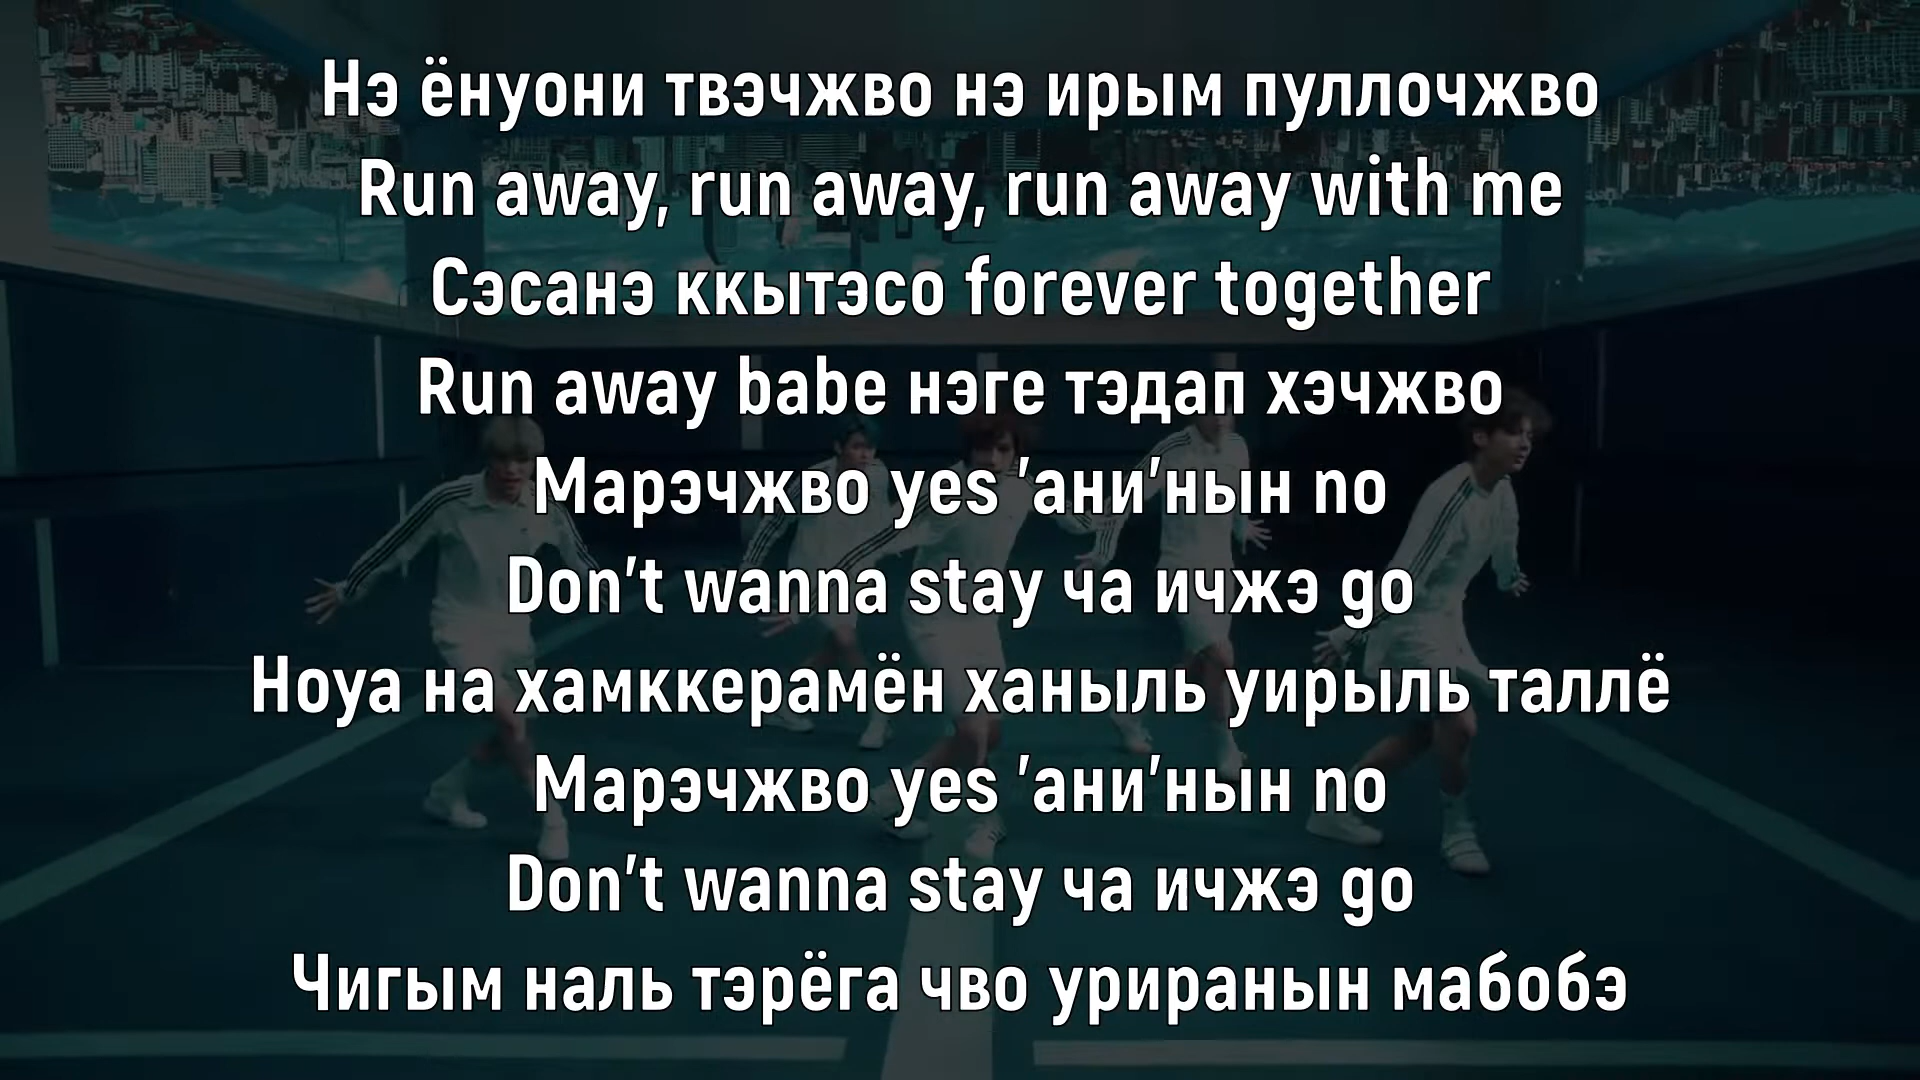 Нэ ёнуони твэчжво нэ ирым пуллочжво
Run away, run away, run away with me
Сэсанэ ккытэсо forever together
Run away babe нэге тэдап хэчжво
Марэчжво yes 'ани'нын no
Don't wanna stay ча ичжэ go
Ноуа на хамккерамён ханыль уирыль таллё
Марэчжво yes 'ани'нын no
Don't wanna stay ча ичжэ go
Чигым наль тэрёга чво уриранын мабобэ